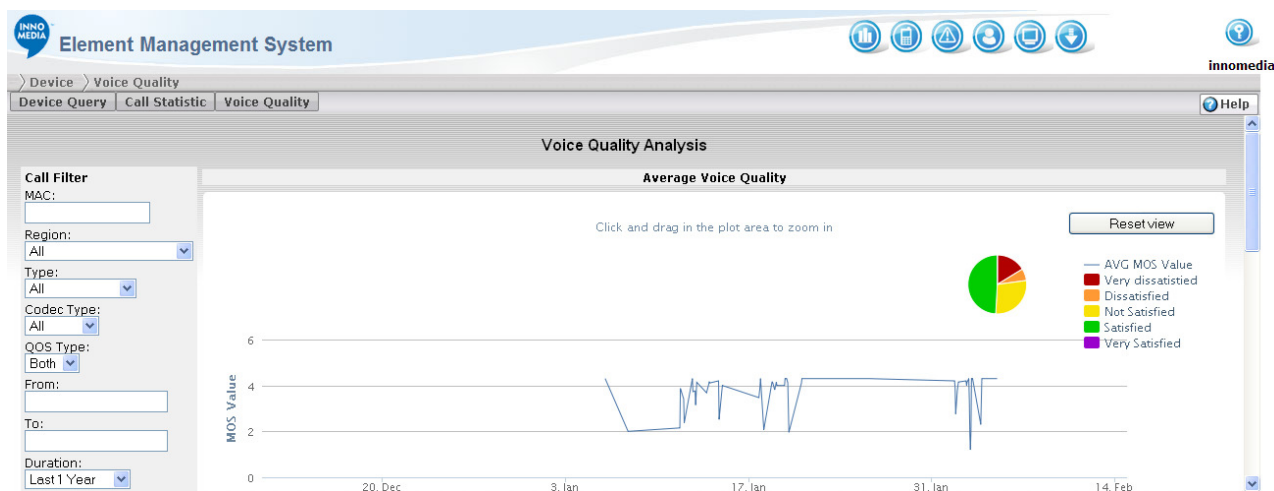 INNO
MEDIA
Element Management System
innomedia
Device Voice Quality
Device Query Call Statistic Voice Quality
Help
Voice Quality Analysis
Call Filter
Average Voice Quality
MAC:
Region:
All
Type:
All
Codec Type:
All
QOS Type:
Both
From:
To:
Duration:
Last 1 Year
Click and drag in the plot area to zoom in
Reset view
AVG MOS Value
Very dissatistied
Dissatisfied
Not Satisfied
Satisfied
Very Satisfied
MOS Value
6
4
2
0
20. Dec 3. Jan 17. Jan 31. Jan 14. Feb